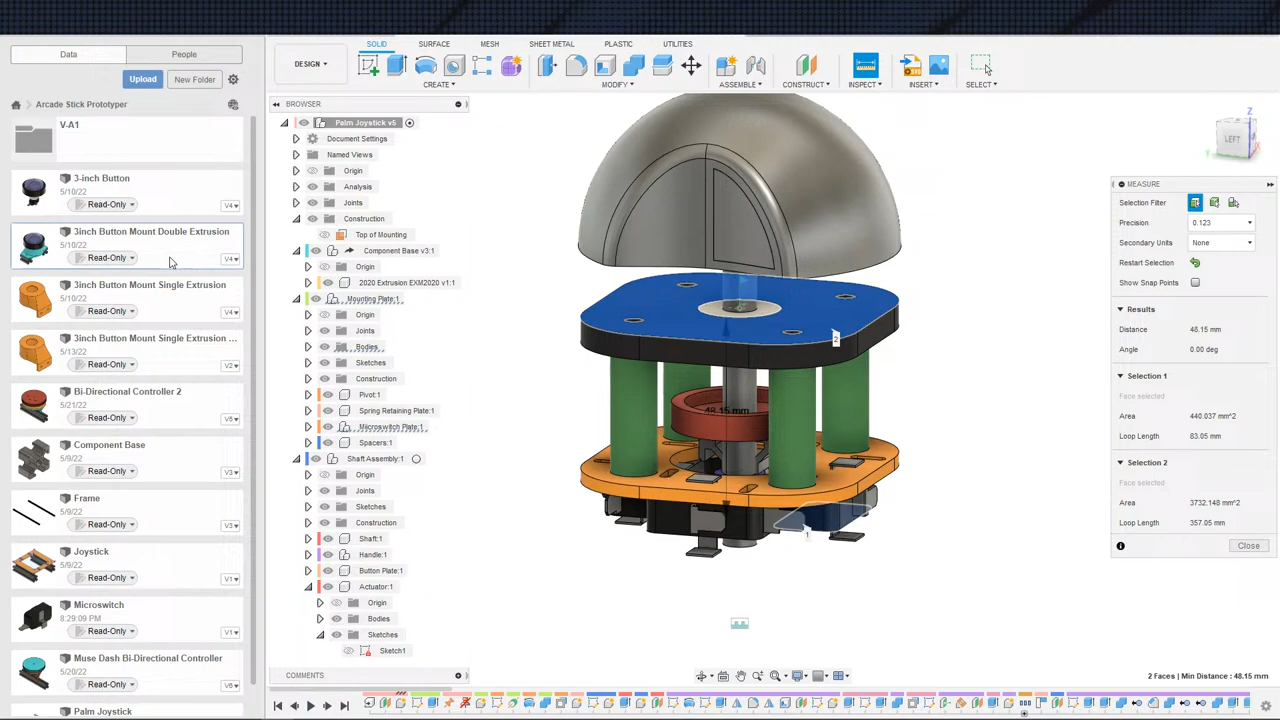 Data People
Upload New Folder
Arcade Stick Prototyper
V-A1
3-inch Button
5/10/22
Read-Only V4
3inch Button Mount Double Extrusion
5/10/22
Read-Only V4
3inch Button Mount Single Extrusion
5/10/22
Read-Only V4
3inch Button Mount Single Extrusion ...
5/13/22
Read-Only V2
Bi-Directional Controller 2
5/21/22
Read-Only
Component Base
5/9/22
Read-Only V3
Frame
5/9/22
Read-Only V3
Joystick
5/9/22
Read-Only V1
Microswitch
8:29:09 PM
Read-Only V1
Muse Dash Bi-Directional Controller
5/20/22
Read-Only
Palm Joystick
SOLID SURFACE MESH SHEET METAL PLASTIC UTILITIES
DESIGN
CREATE MODIFY ASSEMBLE CONSTRUCT INSPECT INSERT SELECT
BROWSER
Palm Joystick v5
Document Settings
Named Views
Origin
Analysis
Joints
Construction
Top of Mounting
Component Base v3:1
Origin
2020 Extrusion EXM2020 v1:1
Mounting Plate:1
Origin
Joints
Bodies
Sketches
Construction
Pivot:1
Spring Retaining Plate:1
Microswitch Plate:1
Spacers:1
Shaft Assembly:1
Origin
Joints
Sketches
Construction
Shaft:1
Handle:1
Button Plate:1
Actuator:1
Origin
Bodies
Sketches
Sketch1
COMMENTS
2
48.15 mm
1
Z
LEFT
MEASURE
Selection Filter
Precision 0.123
Secondary Units None
Restart Selection
Show Snap Points
Results
Distance 48.15 mm
Angle 0.00 deg
Selection 1
Face selected
Area 440.037 mm^2
Loop Length 83.05 mm
Selection 2
Face selected
Area 3732.148 mm^2
Loop Length 357.05 mm
Close
2 Faces | Min Distance : 48.15 mm